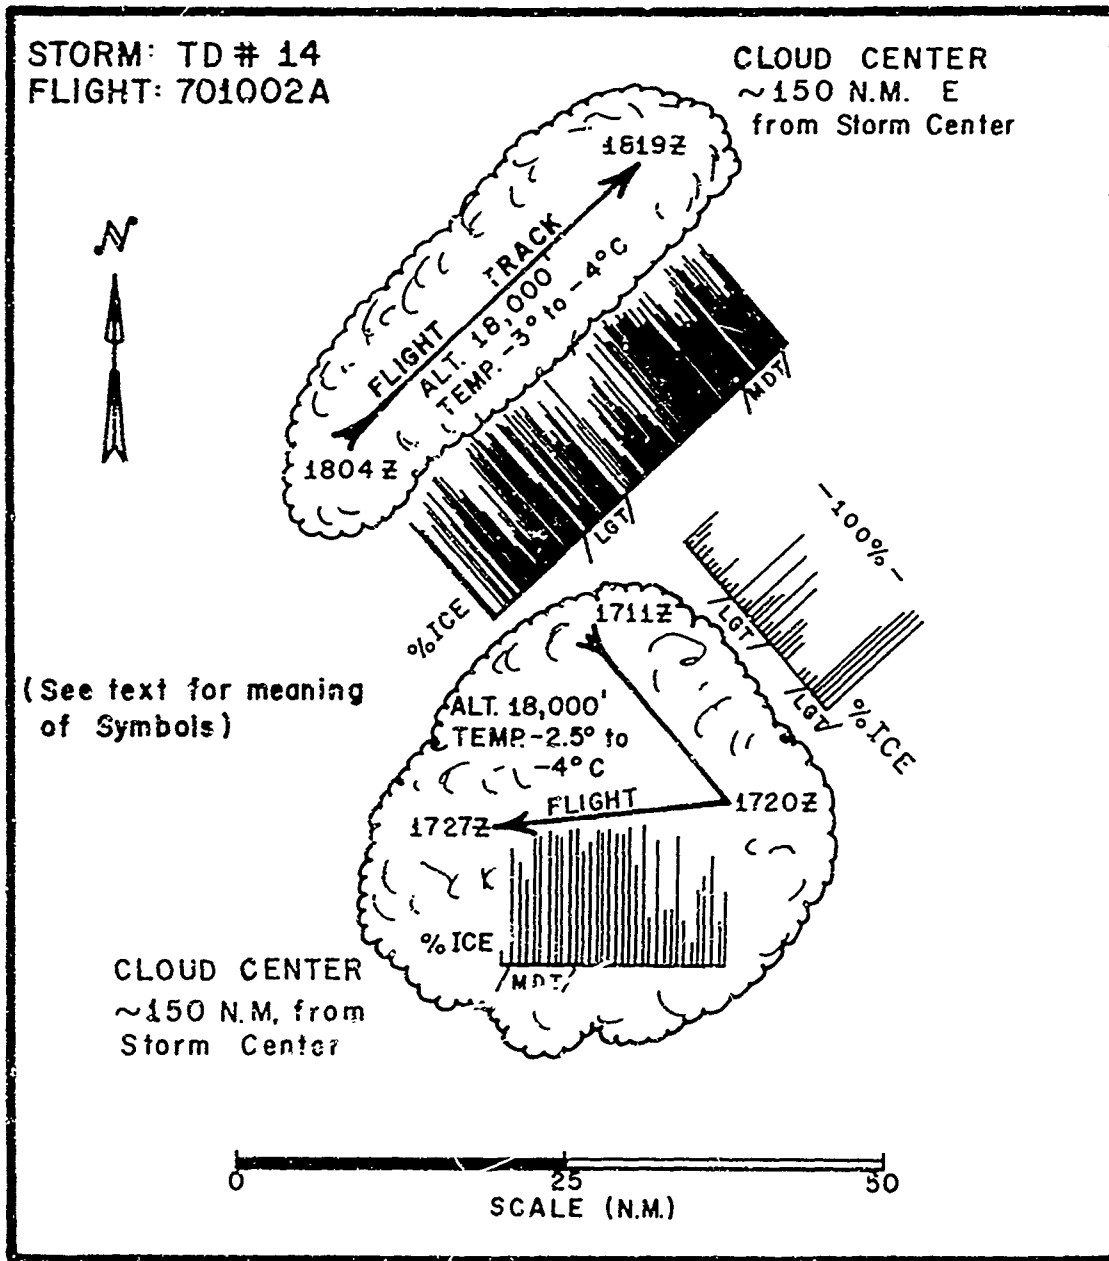 STORM: TD # 14
FLIGHT: 701002A
CLOUD CENTER
~150 N.M. E
from Storm Center
N
1819Z
FLIGHT TRACK
ALT. 18,000'
TEMP. -3° to -4°C
1804Z
MDT
LGT
% ICE
-100%-
LGT
LGT
% ICE
1711Z
(See text for meaning
of Symbols)
ALT. 18,000'
TEMP. -2.5° to
-4°C
FLIGHT
1720Z
1727Z
% ICE
MDT
CLOUD CENTER
~150 N.M. from
Storm Center
0 25 50
SCALE (N.M.)